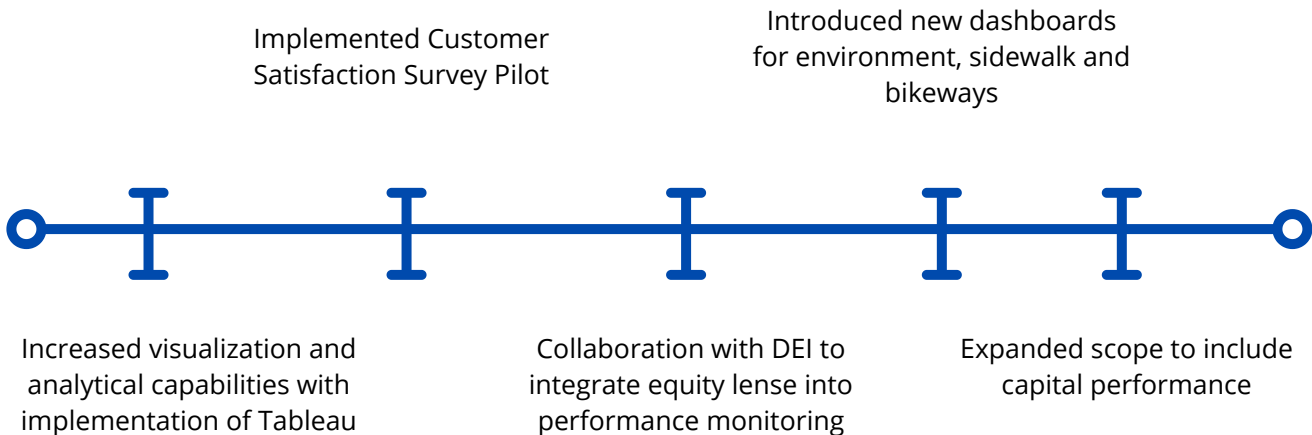 Implemented Customer
Satisfaction Survey Pilot
Introduced new dashboards
for environment, sidewalk and
bikeways
Increased visualization and
analytical capabilities with
implementation of Tableau
Collaboration with DEI to
integrate equity lense into
performance monitoring
Expanded scope to include
capital performance